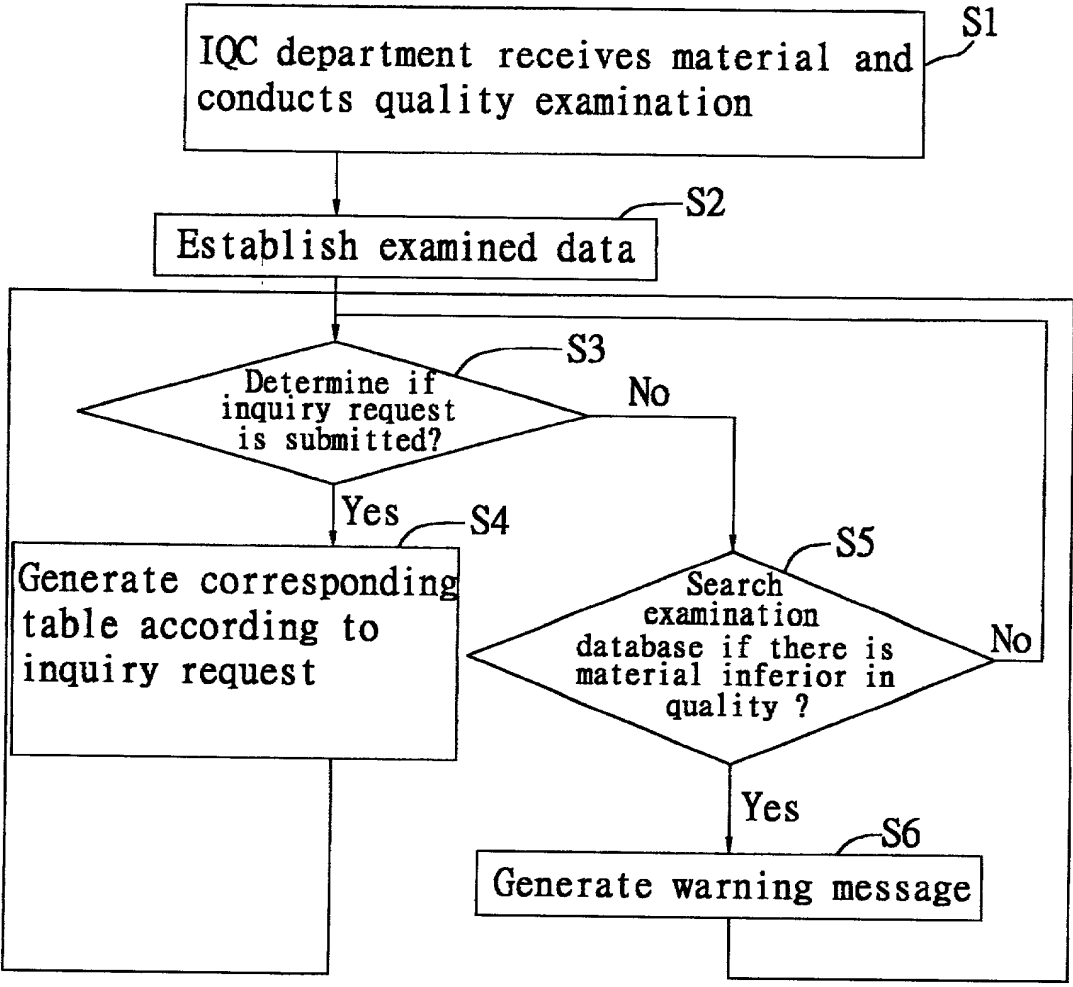 S1
IQC department receives material and
conducts quality examination
S2
Establish examined data
S3
Determine if
inquiry request
is submitted?
No
Yes
S4
Generate corresponding
table according to
inquiry request
S5
Search
examination
database if there is
material inferior in
quality ?
No
Yes
S6
Generate warning message